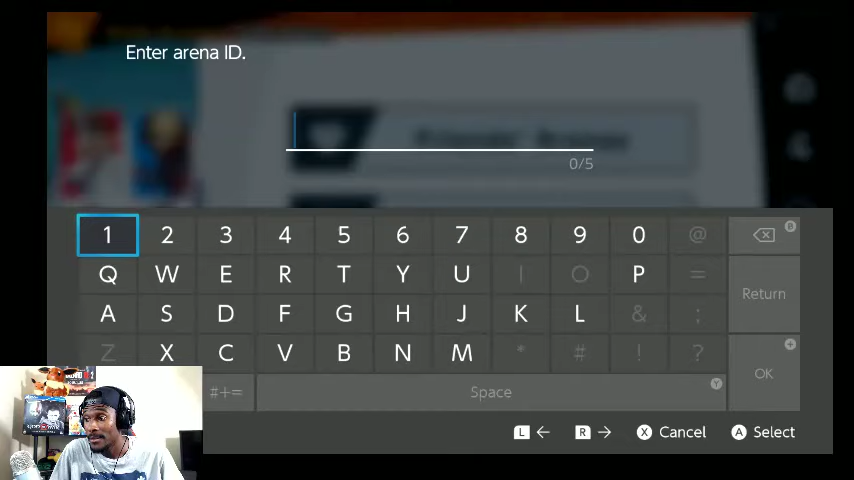 Enter arena ID.
0/5
1 2 3 4 5 6 7 8 9 0 @
Q W E R T Y U I O P =
Return
A S D F G H J K L & ;
Z X C V B N M * # ! ?
OK
#+= Space
L ← R → X Cancel A Select